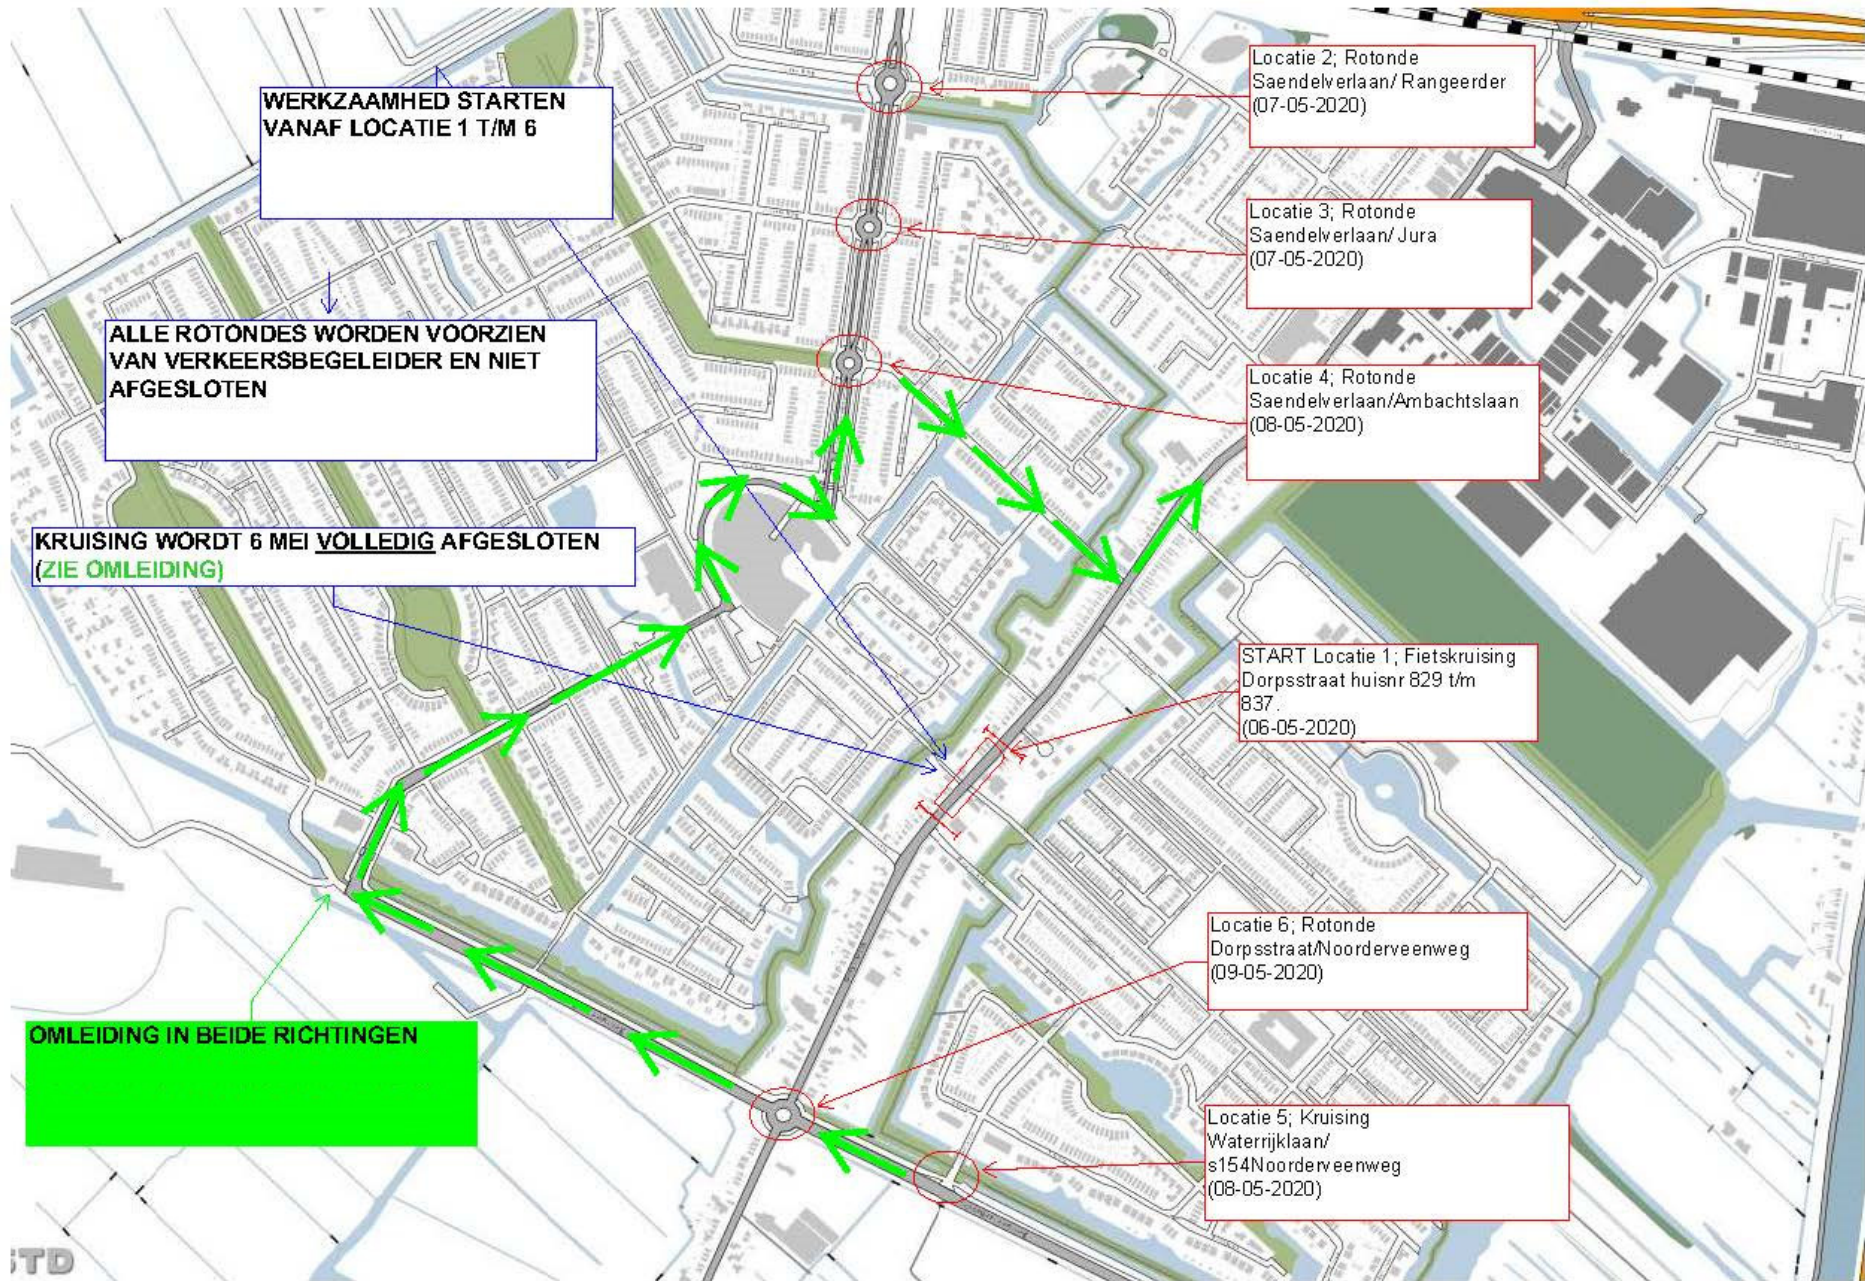 WERKZAAMHED STARTEN
VANAF LOCATIE 1 T/M 6
ALLE ROTONDES WORDEN VOORZIEN
VAN VERKEERSBEGELEIDER EN NIET
AFGESLOTEN
KRUISING WORDT 6 MEI VOLLEDIG AFGESLOTEN
(ZIE OMLEIDING)
OMLEIDING IN BEIDE RICHTINGEN
Locatie 2; Rotonde
Saendelverlaan/ Rangeerder
(07-05-2020)
Locatie 3; Rotonde
Saendelverlaan/ Jura
(07-05-2020)
Locatie 4; Rotonde
Saendelverlaan/Ambachtslaan
(08-05-2020)
START Locatie 1; Fietskruising
Dorpsstraat huisnr 829 t/m
837.
(06-05-2020)
Locatie 6; Rotonde
Dorpsstraat/Noorderveenweg
(09-05-2020)
Locatie 5; Kruising
Waterrijklaan/
s154Noorderveenweg
(08-05-2020)
STD